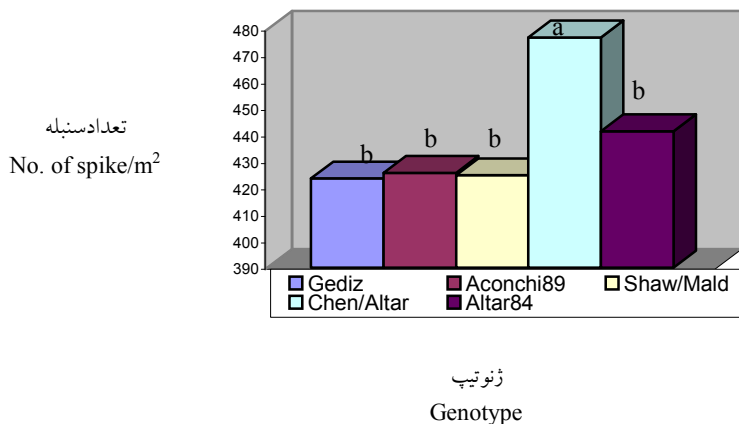 480
470
460
450
440
430
420
410
400
390
a
b
b
b
b
تعدادسنبله
No. of spike/m²
Gediz Aconchi89 Shaw/Mald
Chen/Altar Altar84
ژنوتیپ
Genotype